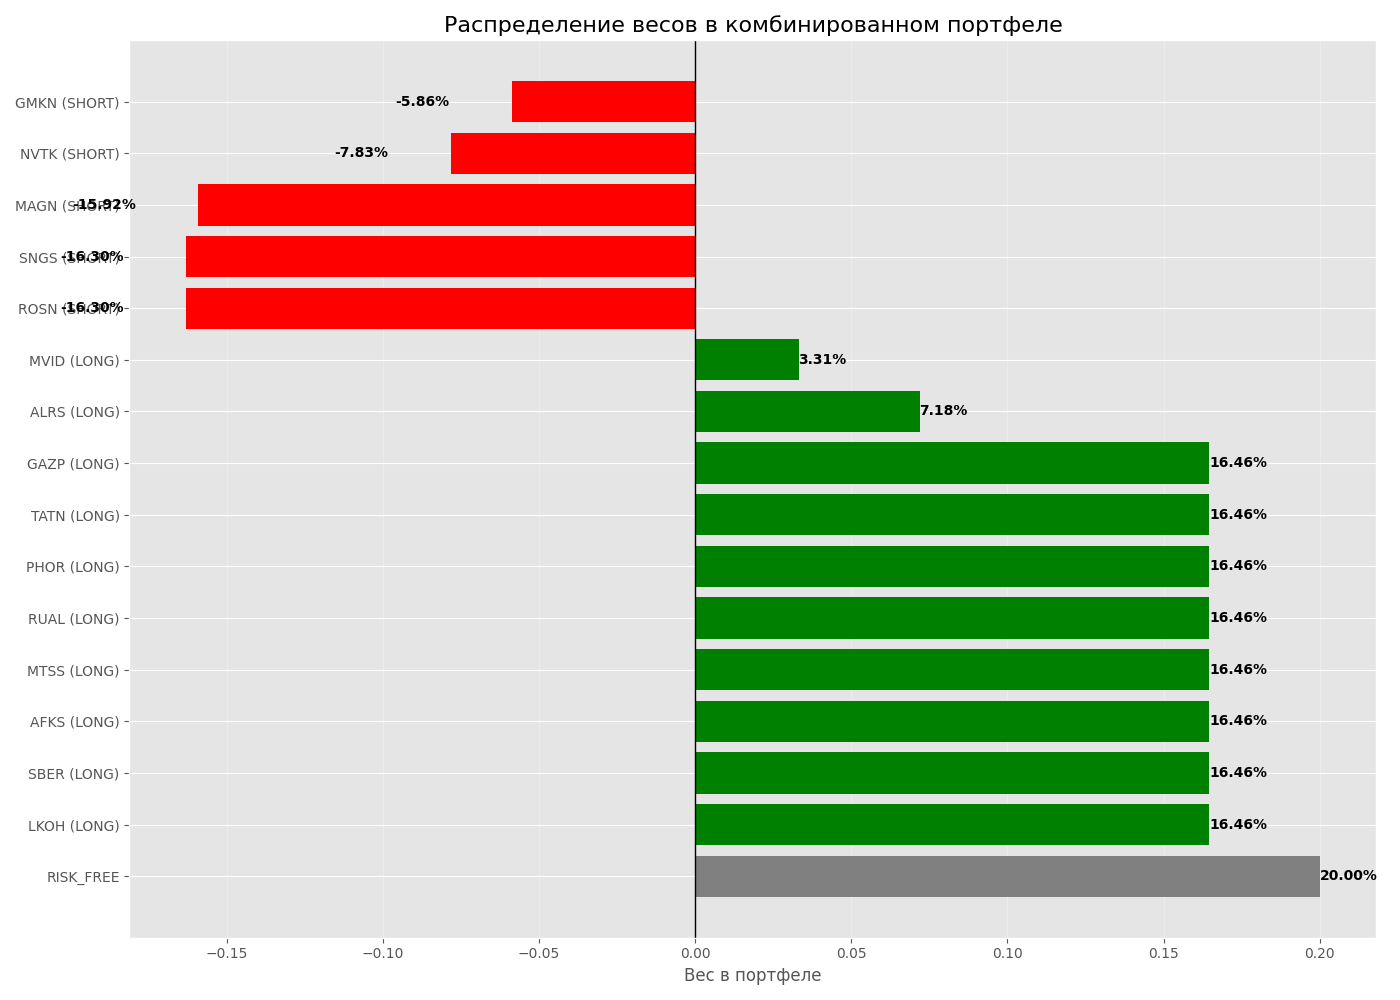 Распределение весов в комбинированном портфеле
GMKN (SHORT) -5.86%
NVTK (SHORT) -7.83%
MAGN (SHORT) -15.92%
SNGS (SHORT) -16.30%
ROSN (SHORT) -16.30%
MVID (LONG) 3.31%
ALRS (LONG) 7.18%
GAZP (LONG) 16.46%
TATN (LONG) 16.46%
PHOR (LONG) 16.46%
RUAL (LONG) 16.46%
MTSS (LONG) 16.46%
AFKS (LONG) 16.46%
SBER (LONG) 16.46%
LKOH (LONG) 16.46%
RISK_FREE 20.00%
−0.15 −0.10 −0.05 0.00 0.05 0.10 0.15 0.20
Вес в портфеле